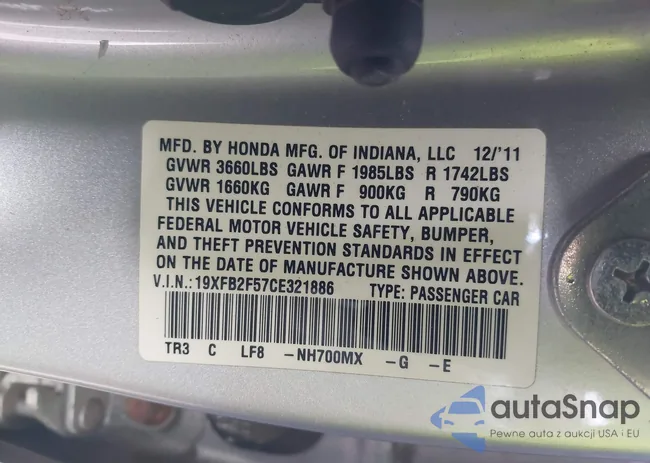 MFD. BY HONDA MFG. OF INDIANA, LLC 12/'11
GVWR 3660LBS GAWR F 1985LBS R 1742LBS
GVWR 1660KG GAWR F 900KG R 790KG
THIS VEHICLE CONFORMS TO ALL APPLICABLE
FEDERAL MOTOR VEHICLE SAFETY, BUMPER,
AND THEFT PREVENTION STANDARDS IN EFFECT
ON THE DATE OF MANUFACTURE SHOWN ABOVE.
V.I.N.:19XFB2F57CE321886 TYPE: PASSENGER CAR
TR3 C LF8 -NH700MX -G -E
autaSnap
Pewne auta z aukcji USA i EU